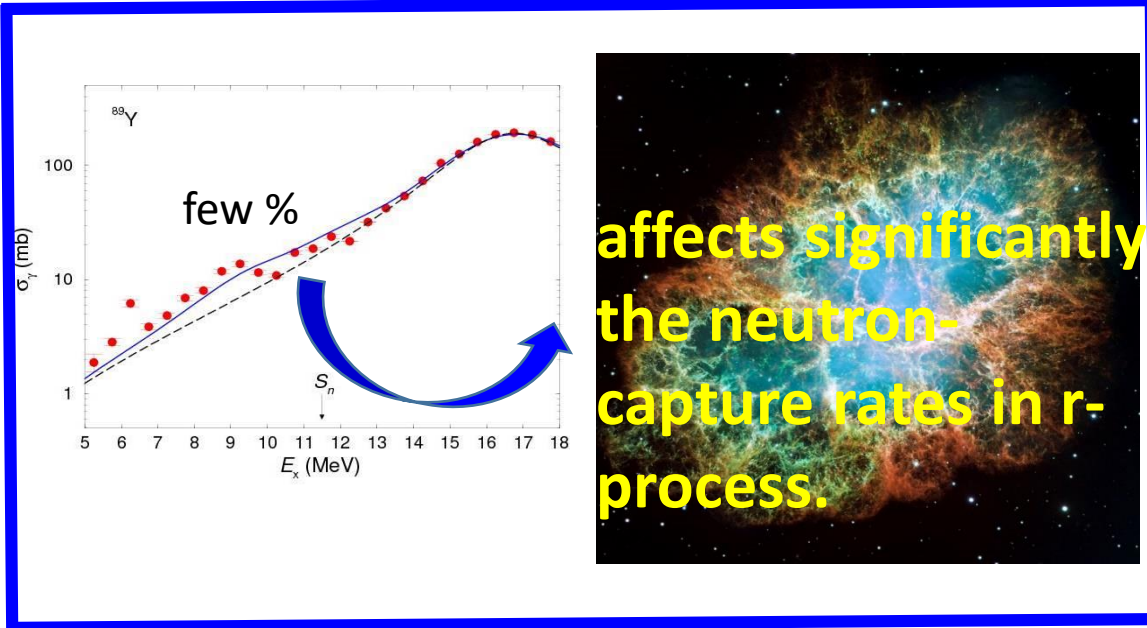 ⁸⁹Y
few %
σγ (mb)
100
10
1
Sₙ
5 6 7 8 9 10 11 12 13 14 15 16 17 18
Eₓ (MeV)
affects significantly
the neutron-
capture rates in r-
process.